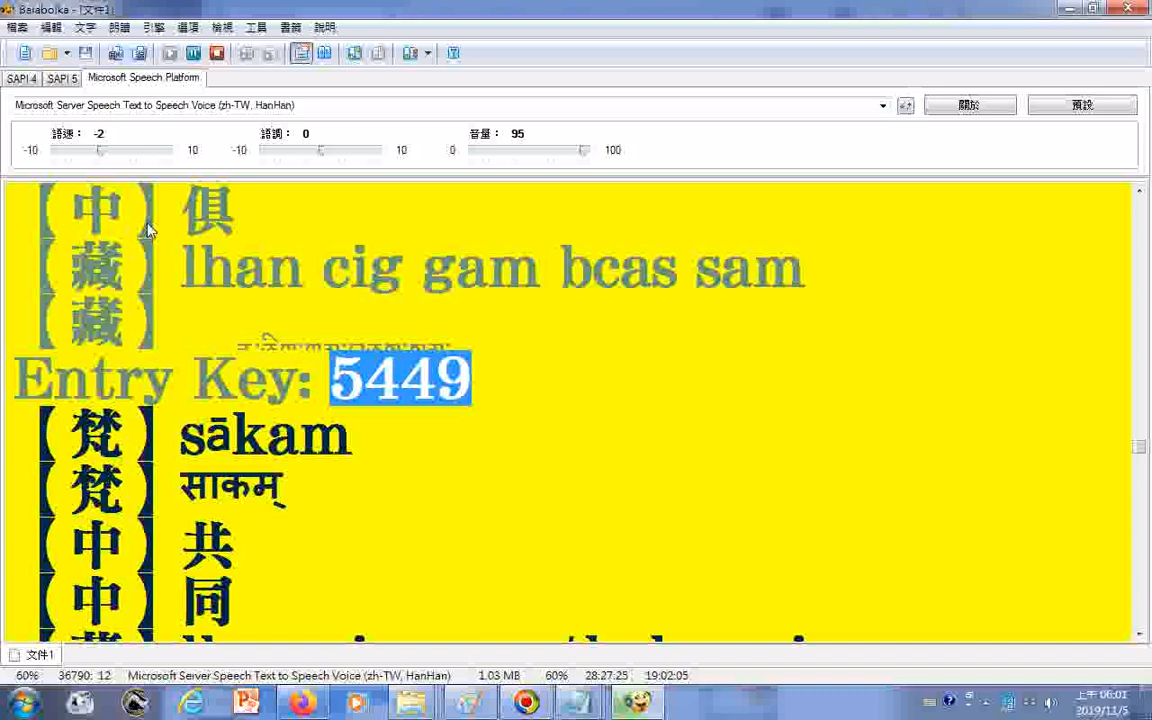 Balabolka - [文件1]
檔案 編輯 文字 朗讀 引擎 選項 檢視 工具 書籤 說明
SAPI 4 SAPI 5 Microsoft Speech Platform
Microsoft Server Speech Text to Speech Voice (zh-TW, HanHan) 關於 預設
語速： -2 語調： 0 音量： 95
-10 10 -10 10 0 100
【中】 俱
【藏】 lhan cig gam bcas sam
【藏】
Entry Key: 5449
【梵】 sākam
【梵】 साकम्
【中】 共
【中】 同
文件1
60% 36790: 12 Microsoft Server Speech Text to Speech Voice (zh-TW, HanHan) 1.03 MB 60% 28:27:25 19:02:05
上午 06:01
2019/11/5